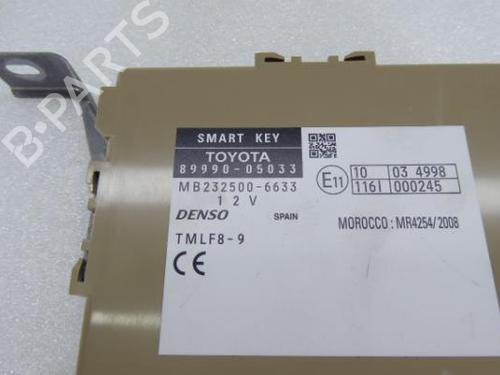 B-PARTS
SMART KEY
TOYOTA
89990-05033
MB232500-6633
12V
DENSO
SPAIN
TMLF8-9
CE
E11
10 03 4998
116I 000245
MOROCCO : MR4254/2008